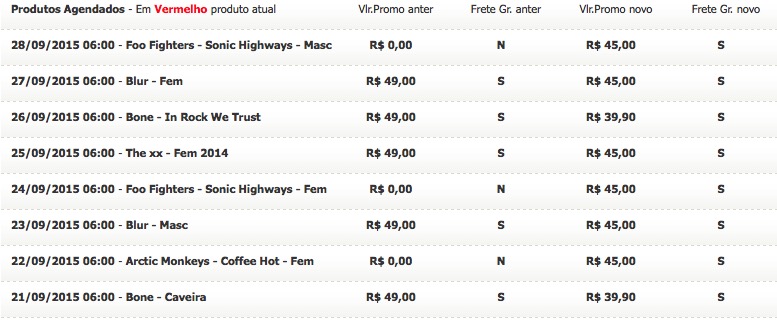 Produtos Agendados - Em Vermelho produto atual Vlr.Promo anter Frete Gr. anter Vlr.Promo novo Frete Gr. novo
28/09/2015 06:00 - Foo Fighters - Sonic Highways - Masc R$ 0,00 N R$ 45,00 S
27/09/2015 06:00 - Blur - Fem R$ 49,00 S R$ 45,00 S
26/09/2015 06:00 - Bone - In Rock We Trust R$ 49,00 S R$ 39,90 S
25/09/2015 06:00 - The xx - Fem 2014 R$ 49,00 S R$ 45,00 S
24/09/2015 06:00 - Foo Fighters - Sonic Highways - Fem R$ 0,00 N R$ 45,00 S
23/09/2015 06:00 - Blur - Masc R$ 49,00 S R$ 45,00 S
22/09/2015 06:00 - Arctic Monkeys - Coffee Hot - Fem R$ 0,00 N R$ 45,00 S
21/09/2015 06:00 - Bone - Caveira R$ 49,00 S R$ 39,90 S